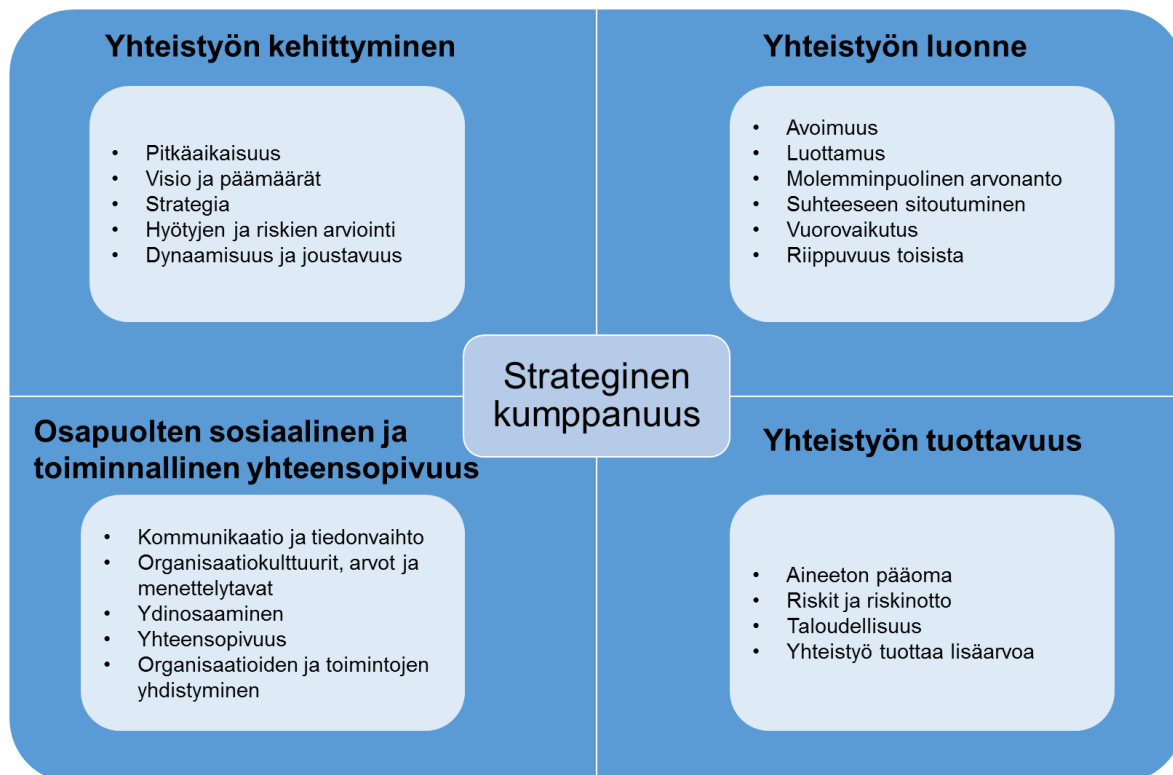 Yhteistyön kehittyminen
• Pitkäaikaisuus
• Visio ja päämäärät
• Strategia
• Hyötyjen ja riskien arviointi
• Dynaamisuus ja joustavuus
Yhteistyön luonne
• Avoimuus
• Luottamus
• Molemminpuolinen arvonanto
• Suhteeseen sitoutuminen
• Vuorovaikutus
• Riippuvuus toisista
Strateginen
kumppanuus
Osapuolten sosiaalinen ja
toiminnallinen yhteensopivuus
• Kommunikaatio ja tiedonvaihto
• Organisaatiokulttuurit, arvot ja
menettelytavat
• Ydinosaaminen
• Yhteensopivuus
• Organisaatioiden ja toimintojen
yhdistyminen
Yhteistyön tuottavuus
• Aineeton pääoma
• Riskit ja riskinotto
• Taloudellisuus
• Yhteistyö tuottaa lisäarvoa